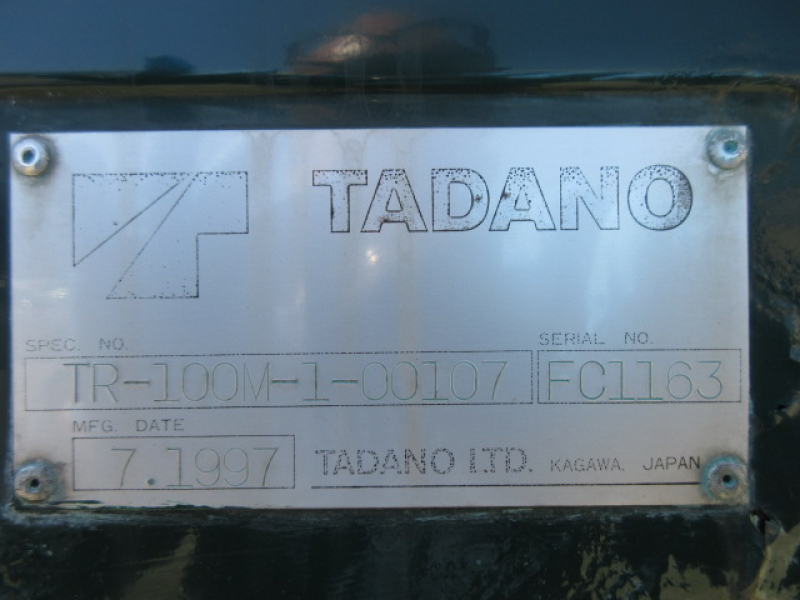 TADANO
SPEC. NO.
SERIAL NO.
TR-100M-1-00107
FC1163
MFG. DATE
7.1997
TADANO LTD. KAGAWA, JAPAN